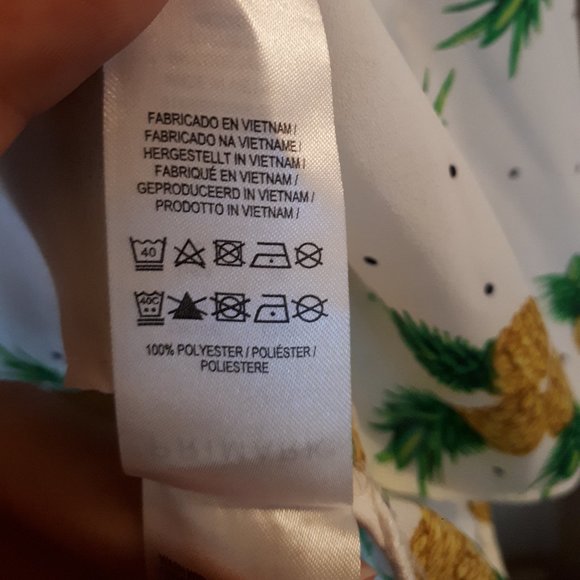 FABRICADO EN VIETNAM /
FABRICADO NA VIETNAME /
HERGESTELLT IN VIETNAM /
FABRIQUÉ EN VIETNAM /
GEPRODUCEERD IN VIETNAM /
PRODOTTO IN VIETNAM /
40
40C
100% POLYESTER / POLIÉSTER /
POLIESTERE